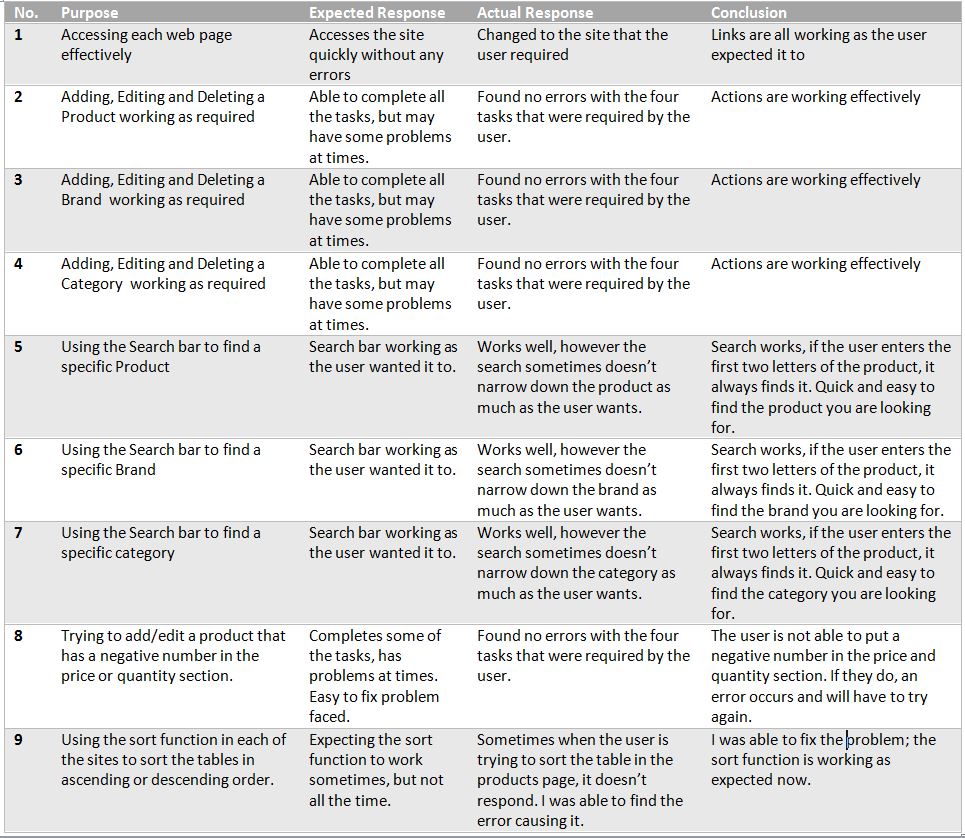 No. Purpose Expected Response Actual Response Conclusion
1 Accessing each web page Accesses the site Changed to the site that the Links are all working as the user
effectively quickly without any user required expected it to
errors
2 Adding, Editing and Deleting a Able to complete all Found no errors with the four Actions are working effectively
Product working as required the tasks, but may tasks that were required by the
have some problems user.
at times.
3 Adding, Editing and Deleting a Able to complete all Found no errors with the four Actions are working effectively
Brand working as required the tasks, but may tasks that were required by the
have some problems user.
at times.
4 Adding, Editing and Deleting a Able to complete all Found no errors with the four Actions are working effectively
Category working as required the tasks, but may tasks that were required by the
have some problems user.
at times.
5 Using the Search bar to find a Search bar working as Works well, however the Search works, if the user enters the
specific Product the user wanted it to. search sometimes doesn't first two letters of the product, it
narrow down the product as always finds it. Quick and easy to
much as the user wants. find the product you are looking
for.
6 Using the Search bar to find a Search bar working as Works well, however the Search works, if the user enters the
specific Brand the user wanted it to. search sometimes doesn't first two letters of the product, it
narrow down the brand as always finds it. Quick and easy to
much as the user wants. find the brand you are looking for.
7 Using the Search bar to find a Search bar working as Works well, however the Search works, if the user enters the
specific category the user wanted it to. search sometimes doesn't first two letters of the product, it
narrow down the category as always finds it. Quick and easy to
much as the user wants. find the category you are looking
for.
8 Trying to add/edit a product that Completes some of Found no errors with the four The user is not able to put a
has a negative number in the the tasks, has tasks that were required by the negative number in the price and
price or quantity section. problems at times. user. quantity section. If they do, an
Easy to fix problem error occurs and will have to try
faced. again.
9 Using the sort function in each of Expecting the sort Sometimes when the user is I was able to fix the problem; the
the sites to sort the tables in function to work trying to sort the table in the sort function is working as
ascending or descending order. sometimes, but not products page, it doesn't expected now.
all the time. respond. I was able to find the
error causing it.